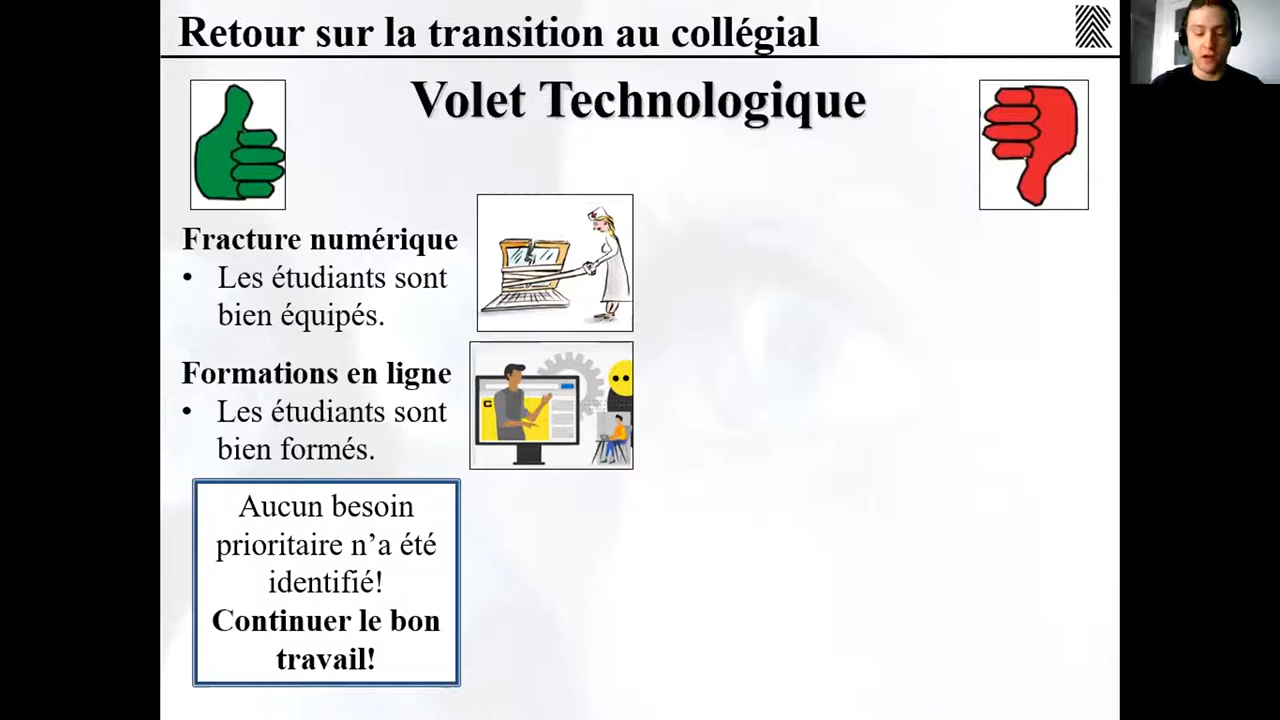 Retour sur la transition au collégial
Volet Technologique
Fracture numérique
• Les étudiants sont
bien équipés.
Formations en ligne
• Les étudiants sont
bien formés.
Aucun besoin
prioritaire n’a été
identifié!
Continuer le bon
travail!